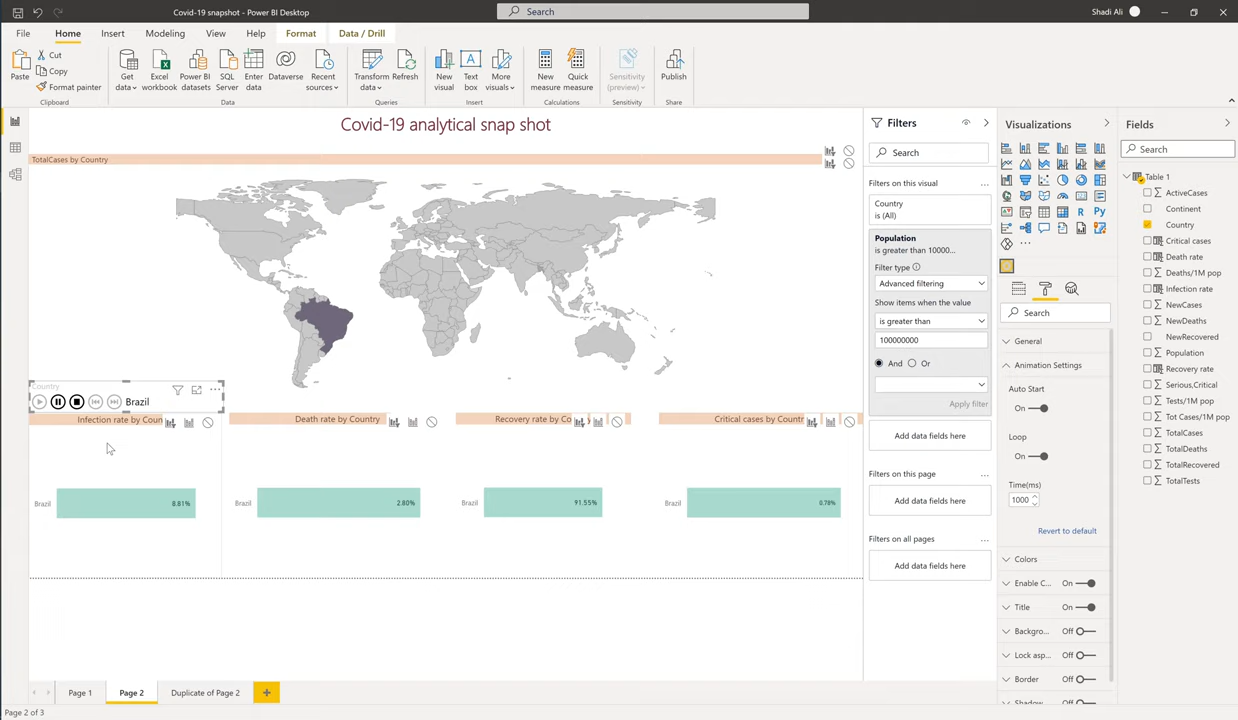 Covid-19 snapshot - Power BI Desktop
Search
Shadi Ali
File
Home
Insert
Modeling
View
Help
Format
Data / Drill
Paste
Cut
Copy
Format painter
Clipboard
Get data
Excel workbook
Power BI datasets
SQL Server
Enter data
Dataverse
Recent sources
Data
Transform data
Refresh
Queries
New visual
Text box
More visuals
Insert
New measure
Quick measure
Calculations
Sensitivity (preview)
Sensitivity
Publish
Share
Covid-19 analytical snap shot
TotalCases by Country
Country
Brazil
Infection rate by Coun
Death rate by Country
Recovery rate by Co
Critical cases by Countr
Brazil
8.81%
Brazil
2.80%
Brazil
91.55%
Brazil
0.78%
Filters
Search
Filters on this visual
Country
is (All)
Population
is greater than 10000...
Filter type
Advanced filtering
Show items when the value
is greater than
100000000
And
Or
Apply filter
Add data fields here
Filters on this page
Add data fields here
Filters on all pages
Add data fields here
Visualizations
R
Py
Search
General
Animation Settings
Auto Start
On
Loop
On
Time(ms)
1000
Revert to default
Colors
Enable C... On
Title On
Backgro... Off
Lock asp... Off
Border Off
Shadow Off
Fields
Search
Table 1
ActiveCases
Continent
Country
Critical cases
Death rate
Deaths/1M pop
Infection rate
NewCases
NewDeaths
NewRecovered
Population
Recovery rate
Serious,Critical
Tests/1M pop
Tot Cases/1M pop
TotalCases
TotalDeaths
TotalRecovered
TotalTests
Page 1
Page 2
Duplicate of Page 2
+
Page 2 of 3